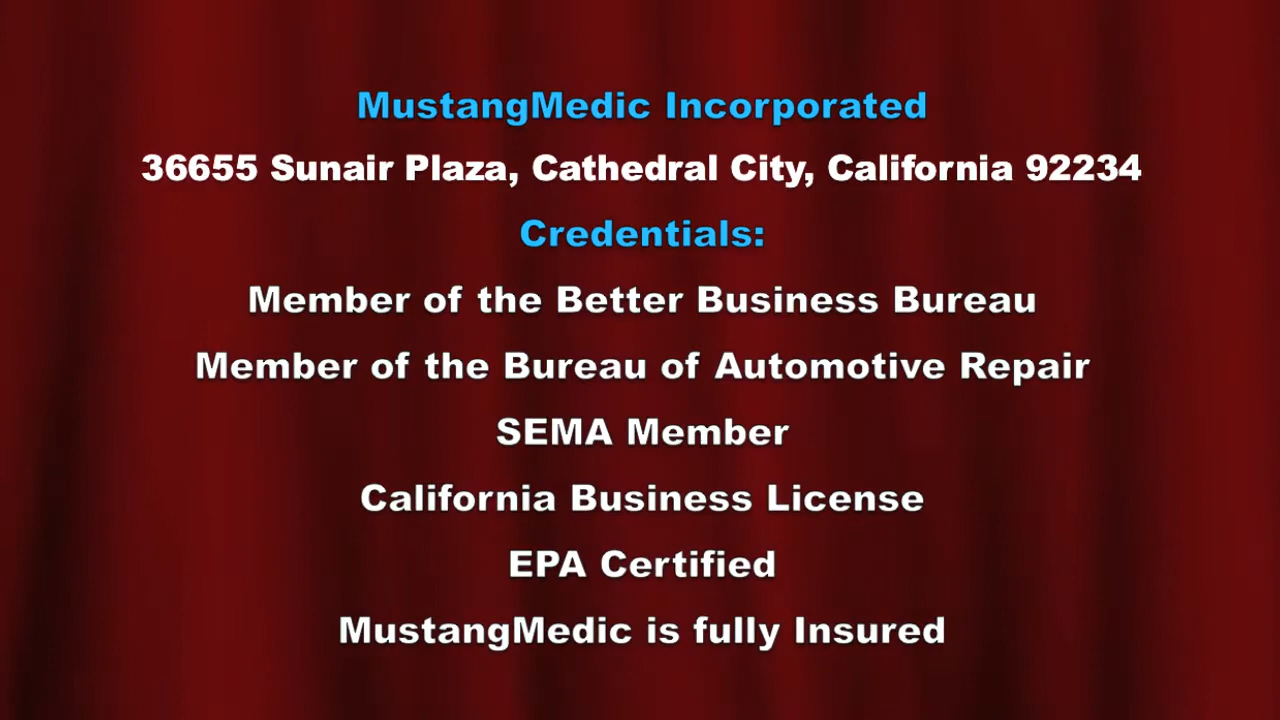 MustangMedic Incorporated
36655 Sunair Plaza, Cathedral City, California 92234
Credentials:
Member of the Better Business Bureau
Member of the Bureau of Automotive Repair
SEMA Member
California Business License
EPA Certified
MustangMedic is fully Insured